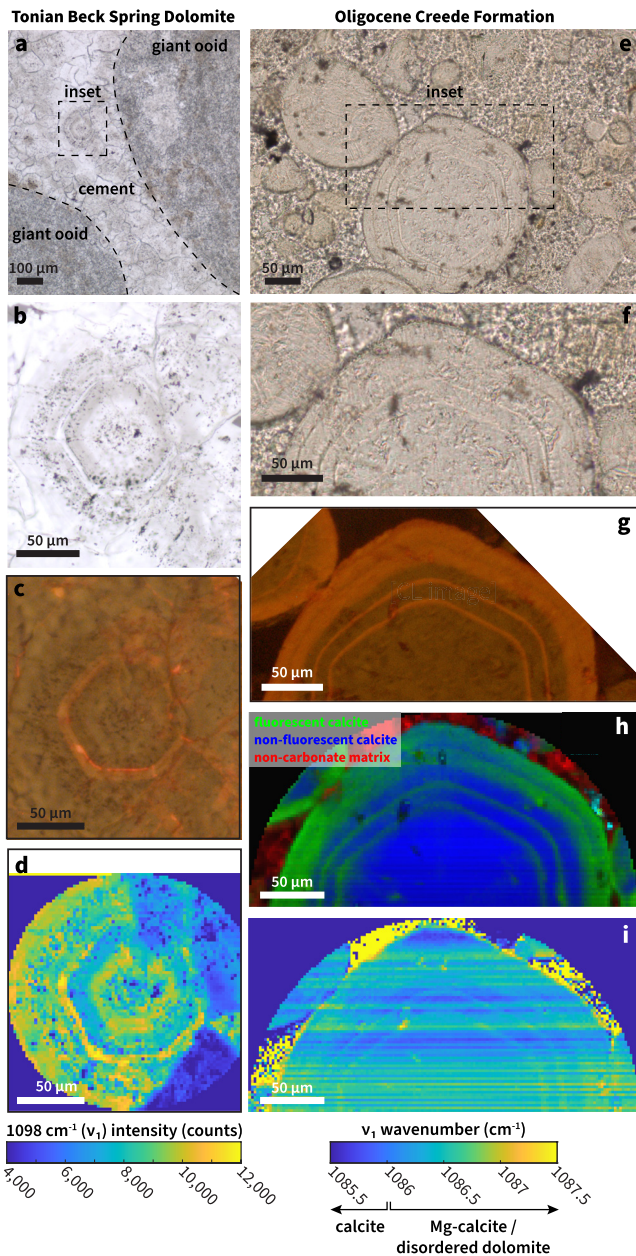 Tonian Beck Spring Dolomite
Oligocene Creede Formation
a
giant ooid
inset
cement
giant ooid
100 µm
e
inset
50 µm
b
50 µm
f
50 µm
c
50 µm
g
50 µm
d
50 µm
h
fluorescent calcite
non-fluorescent calcite
non-carbonate matrix
50 µm
i
50 µm
1098 cm⁻¹ (ν₁) intensity (counts)
4,000
6,000
8,000
10,000
12,000
ν₁ wavenumber (cm⁻¹)
1085.5
1086
1086.5
1087
1087.5
calcite
Mg-calcite /
disordered dolomite